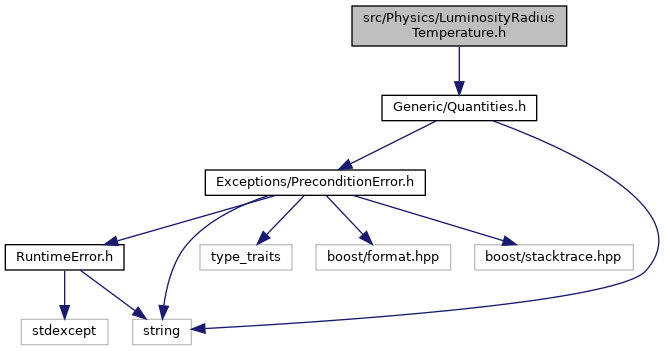 src/Physics/LuminosityRadius
Temperature.h
Generic/Quantities.h
Exceptions/PreconditionError.h
RuntimeError.h
type_traits
boost/format.hpp
boost/stacktrace.hpp
stdexcept
string